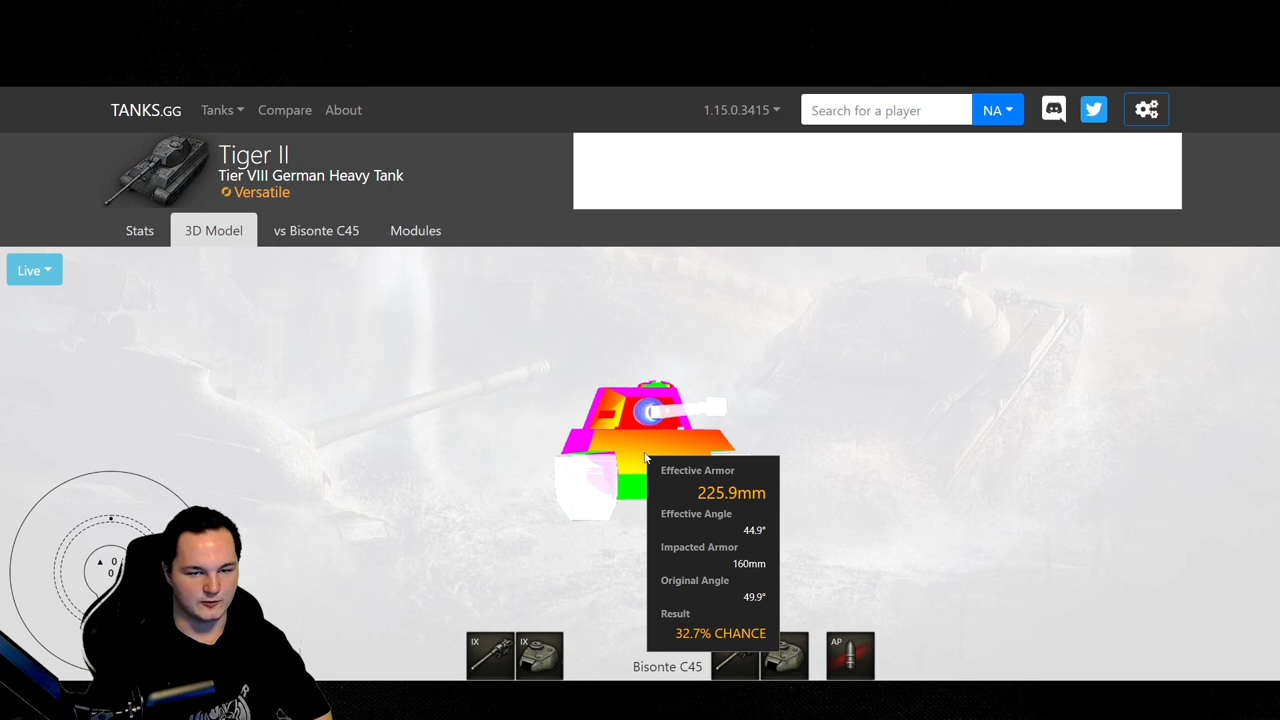 TANKS.GG Tanks Compare About 1.15.0.3415 Search for a player NA
Tiger II
Tier VIII German Heavy Tank
Versatile
Stats 3D Model vs Bisonte C45 Modules
Live
Effective Armor
225.9mm
Effective Angle
44.9°
Impacted Armor
160mm
Original Angle
49.9°
Result
32.7% CHANCE
0
0
IX IX
Bisonte C45
AP